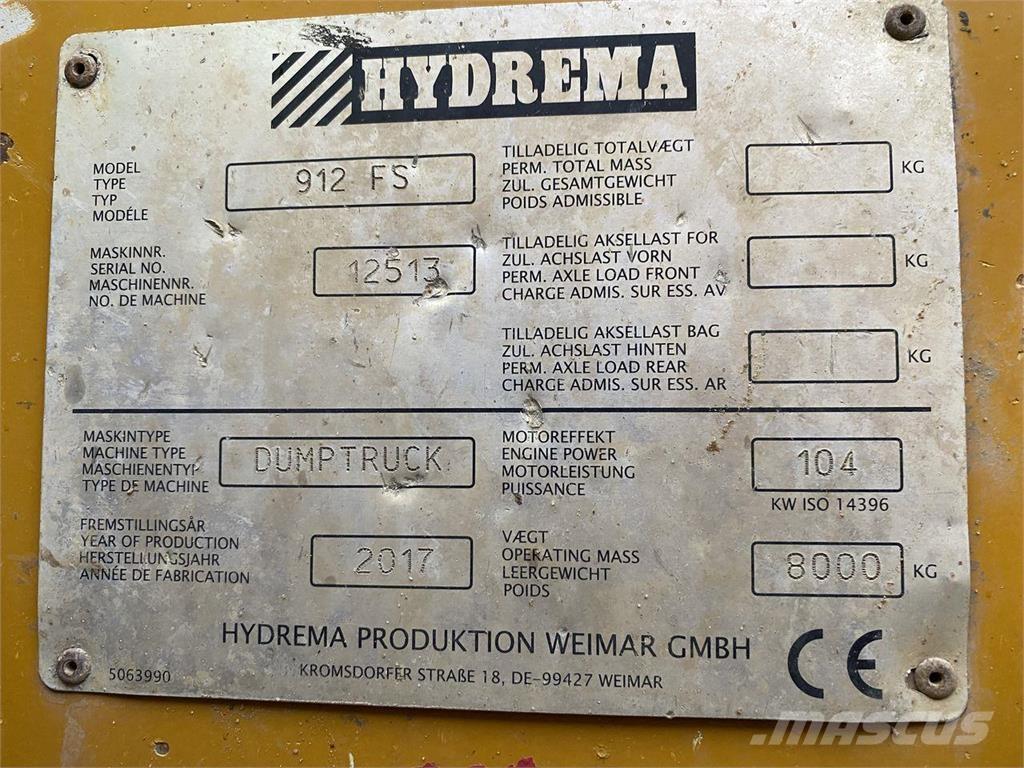 HYDREMA
MODEL
TYPE
TYP
MODÉLE
912 FS
TILLADELIG TOTALVÆGT
PERM. TOTAL MASS
ZUL. GESAMTGEWICHT
POIDS ADMISSIBLE
KG
MASKINNR.
SERIAL NO.
MASCHINENNR.
NO. DE MACHINE
12513
TILLADELIG AKSELLAST FOR
ZUL. ACHSLAST VORN
PERM. AXLE LOAD FRONT
CHARGE ADMIS. SUR ESS. AV
KG
TILLADELIG AKSELLAST BAG
ZUL. ACHSLAST HINTEN
PERM. AXLE LOAD REAR
CHARGE ADMIS. SUR ESS. AR
KG
MASKINTYPE
MACHINE TYPE
MASCHIENENTYP
TYPE DE MACHINE
DUMPTRUCK
MOTOREFFEKT
ENGINE POWER
MOTORLEISTUNG
PUISSANCE
104
KW ISO 14396
FREMSTILLINGSÅR
YEAR OF PRODUCTION
HERSTELLUNGSJAHR
ANNÉE DE FABRICATION
2017
VÆGT
OPERATING MASS
LEERGEWICHT
POIDS
8000 KG
HYDREMA PRODUKTION WEIMAR GMBH
5063990
KROMSDORFER STRAßE 18, DE-99427 WEIMAR
CE
MASCUS